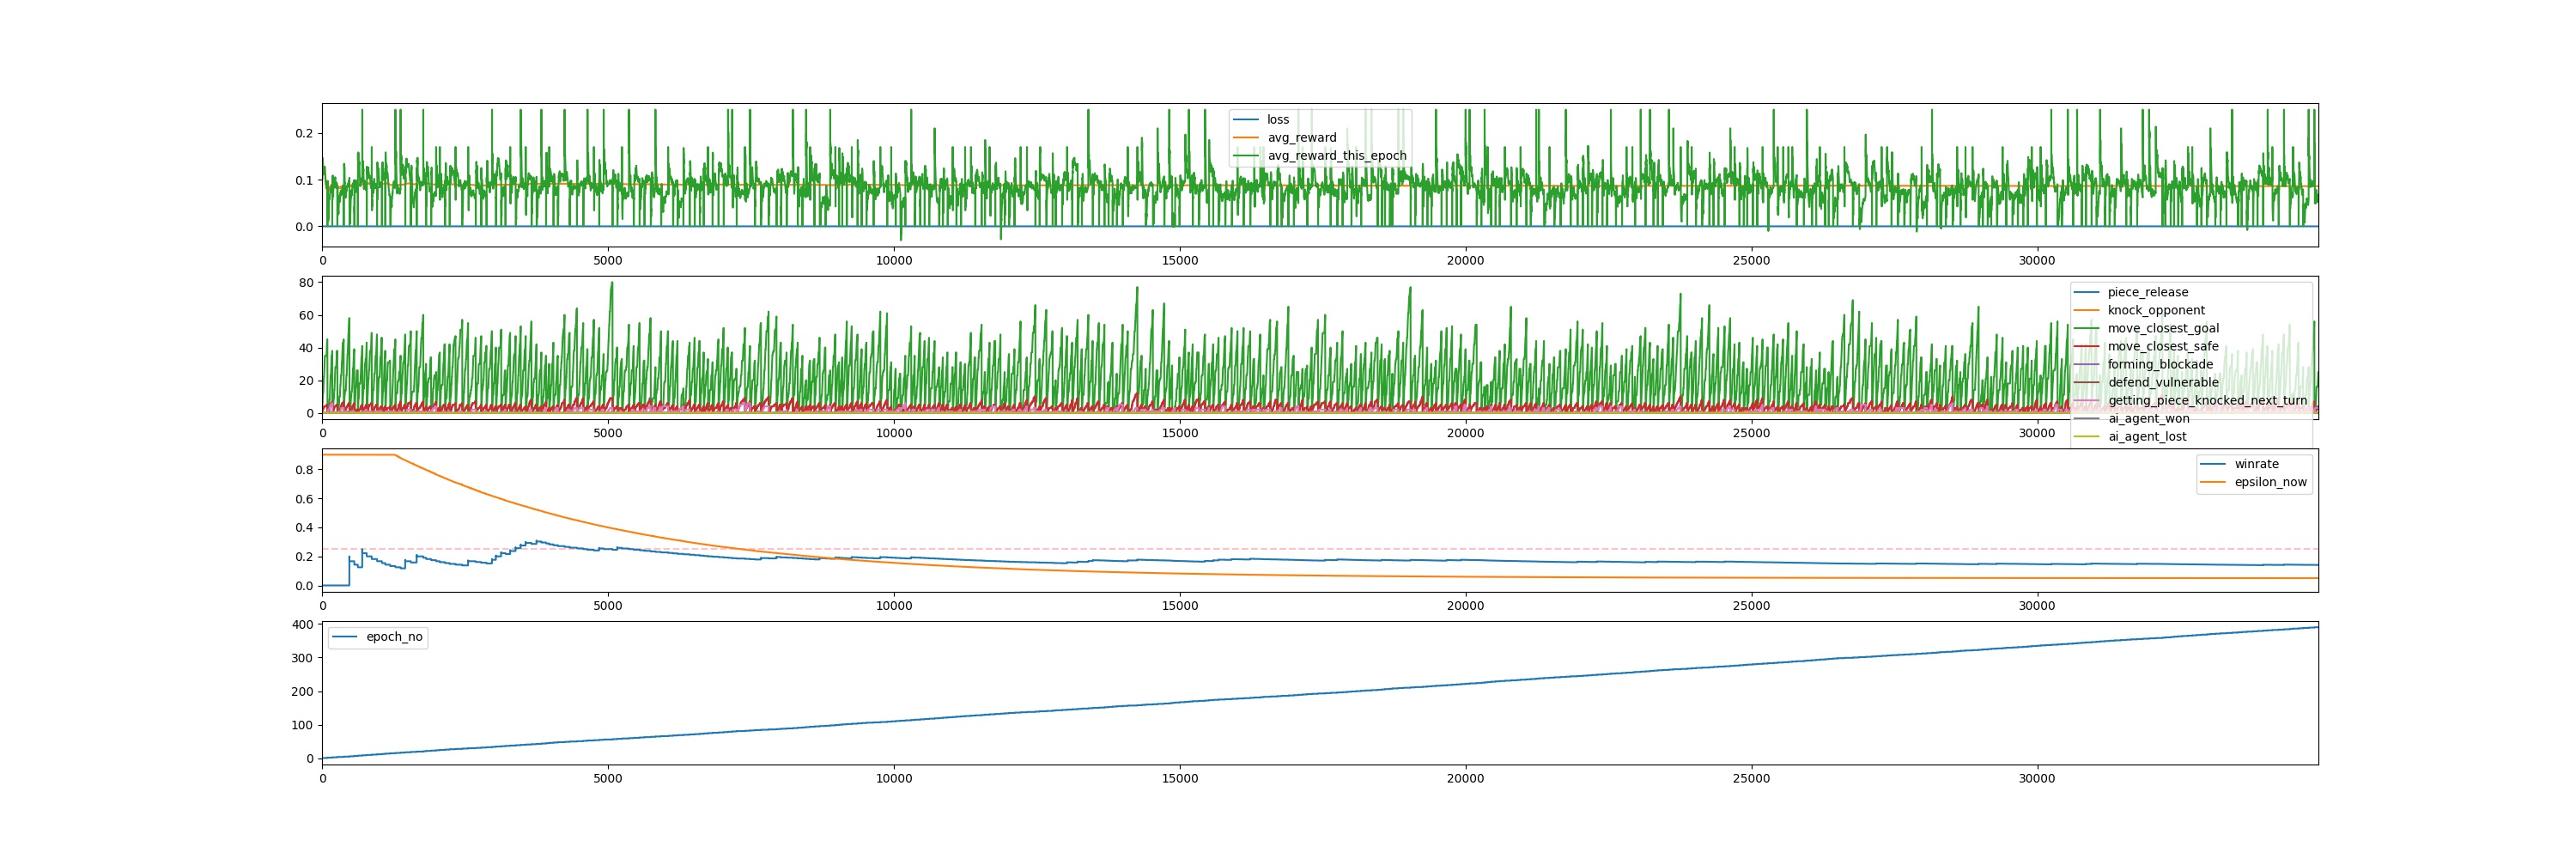 0.2
0.1
0.0
loss
avg_reward
avg_reward_this_epoch
0 5000 10000 15000 20000 25000 30000
80
60
40
20
0
piece_release
knock_opponent
move_closest_goal
move_closest_safe
forming_blockade
defend_vulnerable
getting_piece_knocked_next_turn
ai_agent_won
ai_agent_lost
0 5000 10000 15000 20000 25000 30000
0.8
0.6
0.4
0.2
0.0
winrate
epsilon_now
0 5000 10000 15000 20000 25000 30000
400
300
200
100
0
epoch_no
0 5000 10000 15000 20000 25000 30000